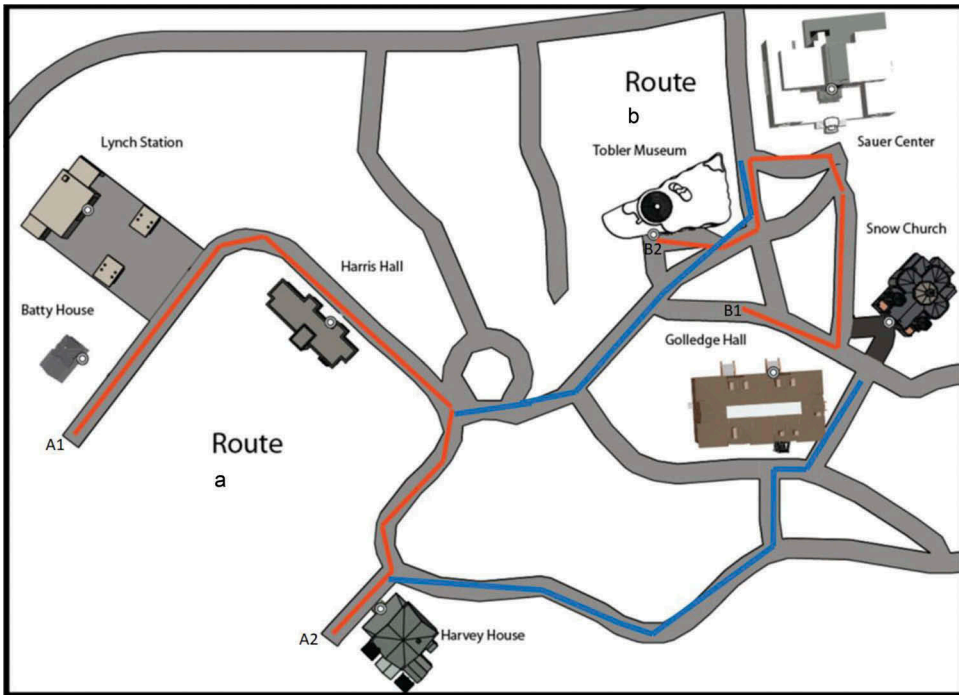 Route
b
Lynch Station
Tobler Museum
Sauer Center
Snow Church
B2
Harris Hall
Batty House
B1
Golledge Hall
A1
Route
a
A2
Harvey House